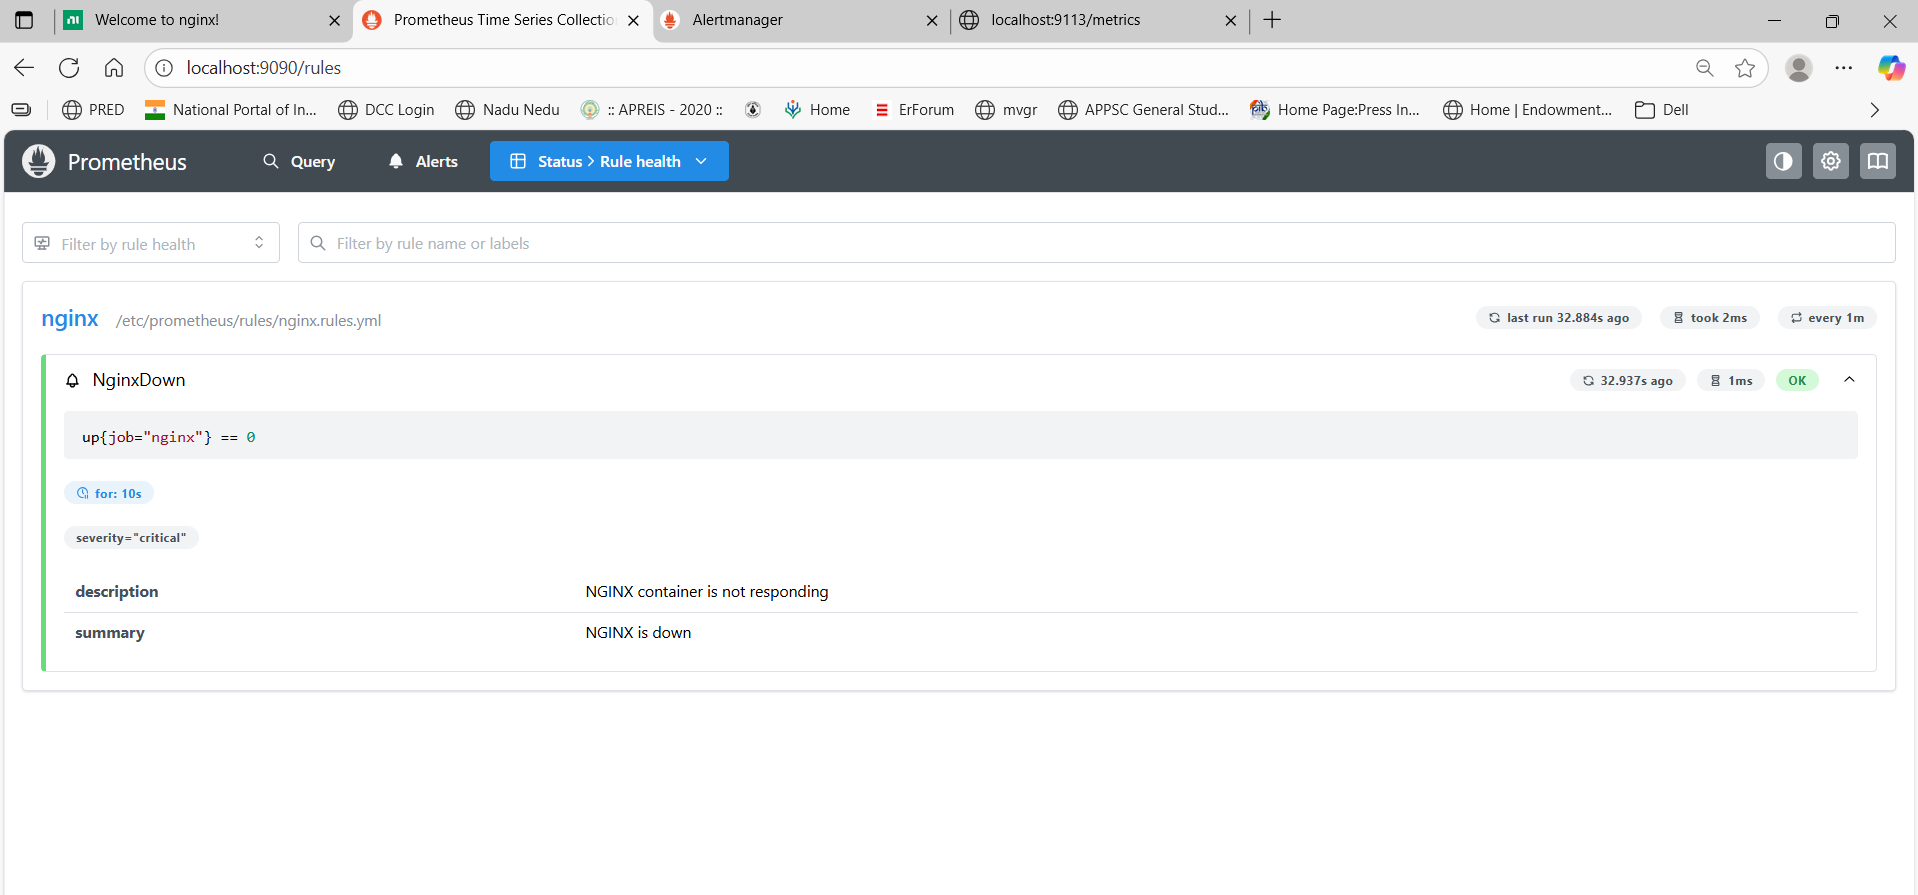 Welcome to nginx!
Prometheus Time Series Collectio
Alertmanager
localhost:9113/metrics
localhost:9090/rules
PRED
National Portal of In...
DCC Login
Nadu Nedu
:: APREIS - 2020 ::
Home
ErForum
mvgr
APPSC General Stud...
Home Page:Press In...
Home | Endowment...
Dell
Prometheus
Query
Alerts
Status > Rule health
Filter by rule health
Filter by rule name or labels
nginx /etc/prometheus/rules/nginx.rules.yml
last run 32.884s ago
took 2ms
every 1m
NginxDown
32.937s ago
1ms
OK
up{job="nginx"} == 0
for: 10s
severity="critical"
description NGINX container is not responding
summary NGINX is down